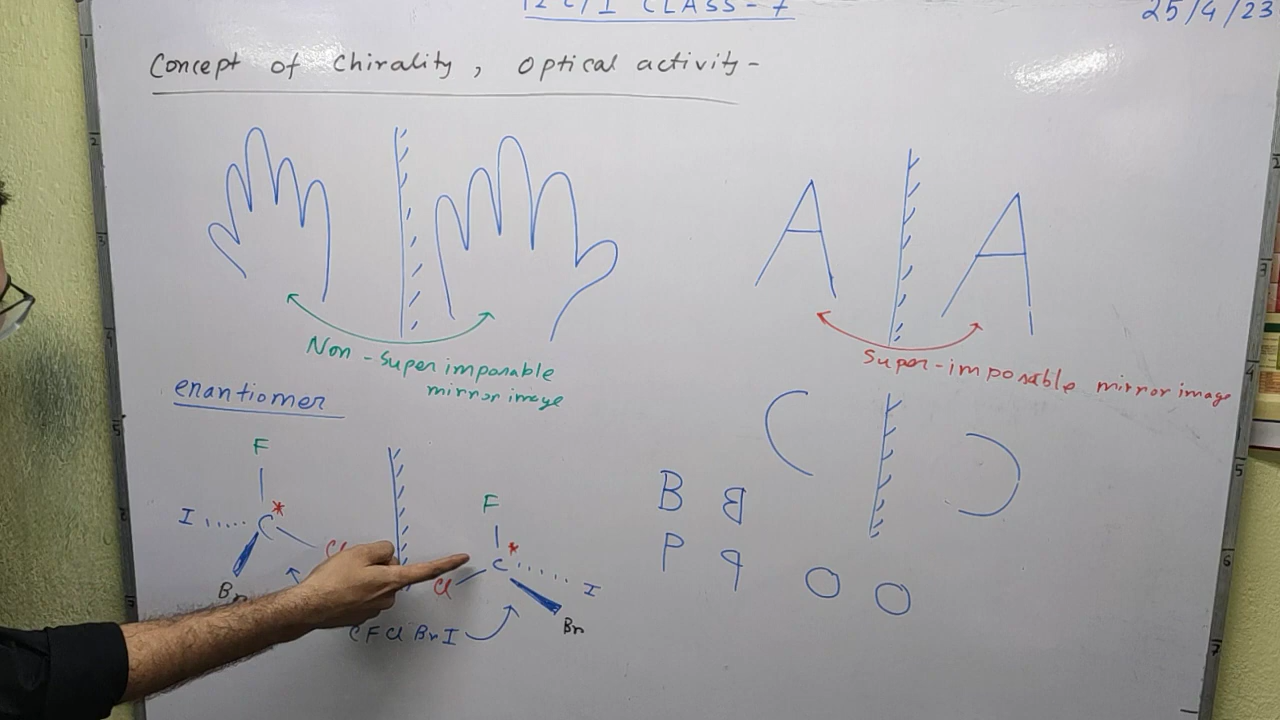 CLASS-7
25/4/23
Concept of Chirality, Optical activity-
A A
Non-Superimposable
mirror image
Super-imposable mirror image
enantiomer
F
I C* Cl
Br
F
Cl C* I
Br
CFClBrI
B B
P P
C C
O O